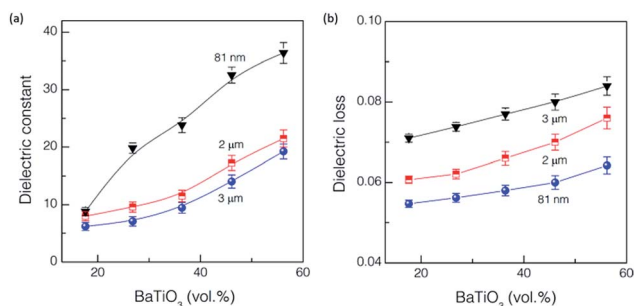 (a)
Dielectric constant
40
30
20
10
0
81 nm
2 μm
3 μm
20
40
60
BaTiO₃ (vol.%)
(b)
Dielectric loss
0.10
0.08
0.06
0.04
3 μm
2 μm
81 nm
20
40
60
BaTiO₃ (vol.%)